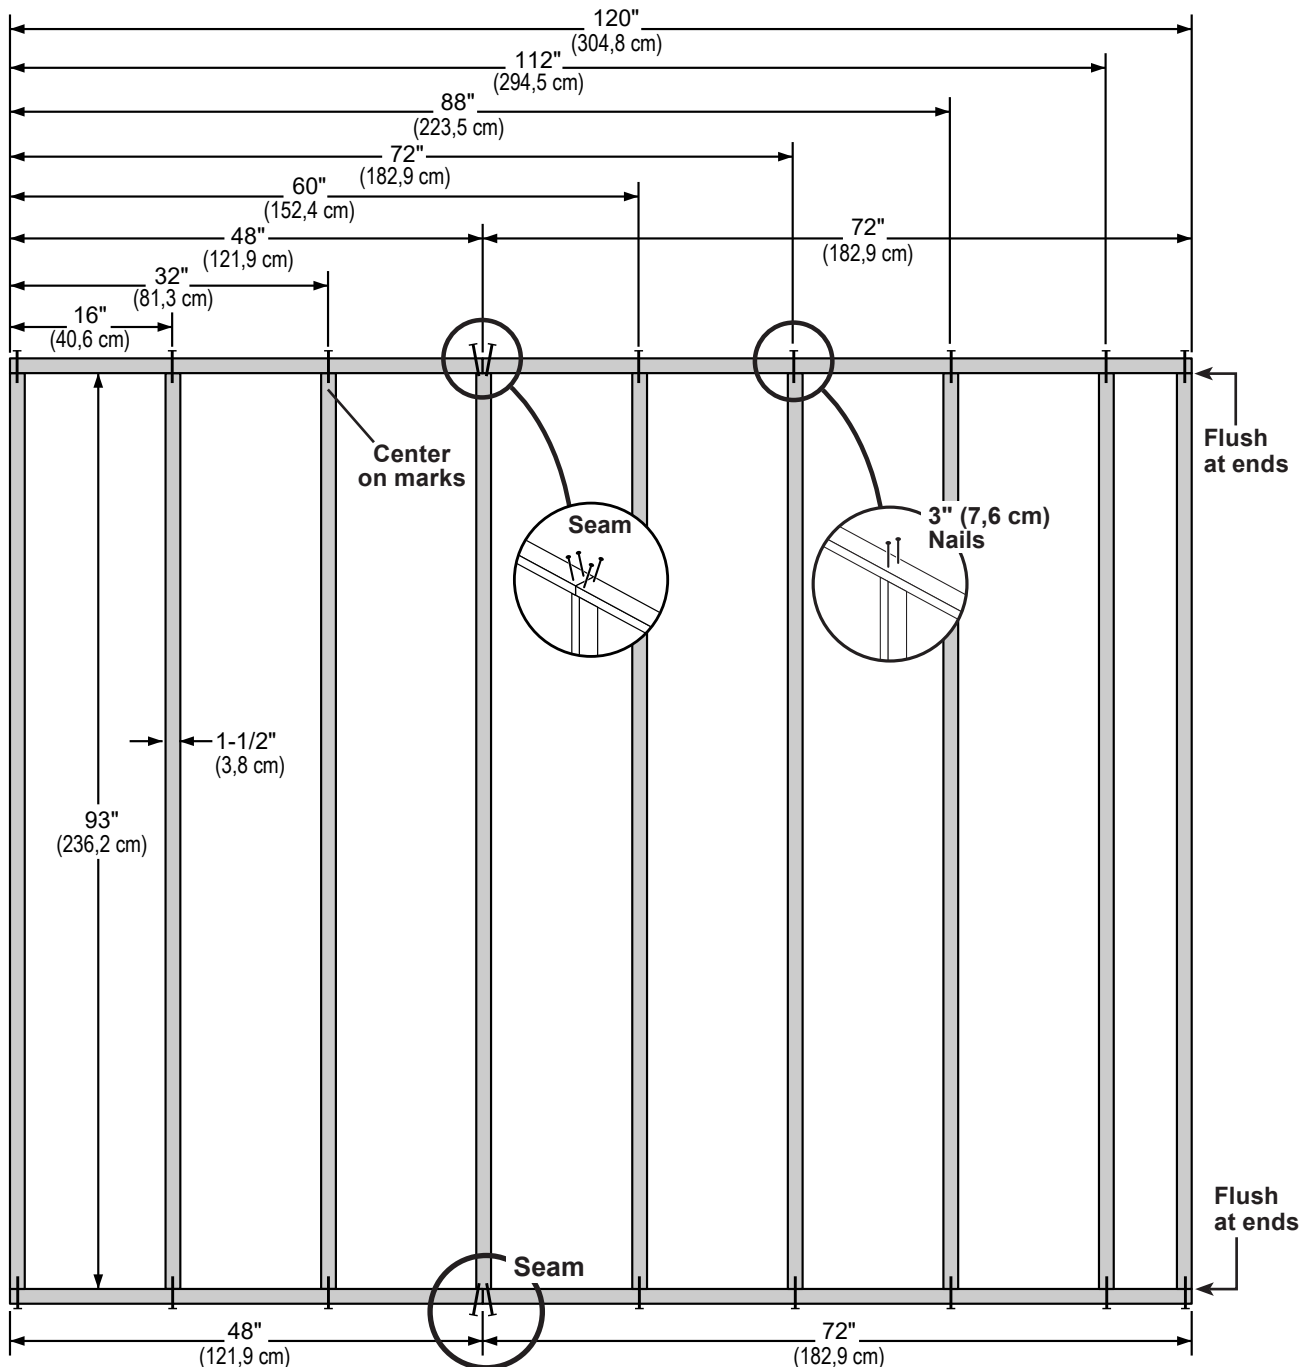 120"
(304,8 cm)
112"
(294,5 cm)
88"
(223,5 cm)
72"
(182,9 cm)
60"
(152,4 cm)
48"
(121,9 cm)
72"
(182,9 cm)
32"
(81,3 cm)
16"
(40,6 cm)
Center
on marks
Flush
at ends
Seam
3" (7,6 cm)
Nails
1-1/2"
(3,8 cm)
93"
(236,2 cm)
Flush
at ends
Seam
48"
(121,9 cm)
72"
(182,9 cm)